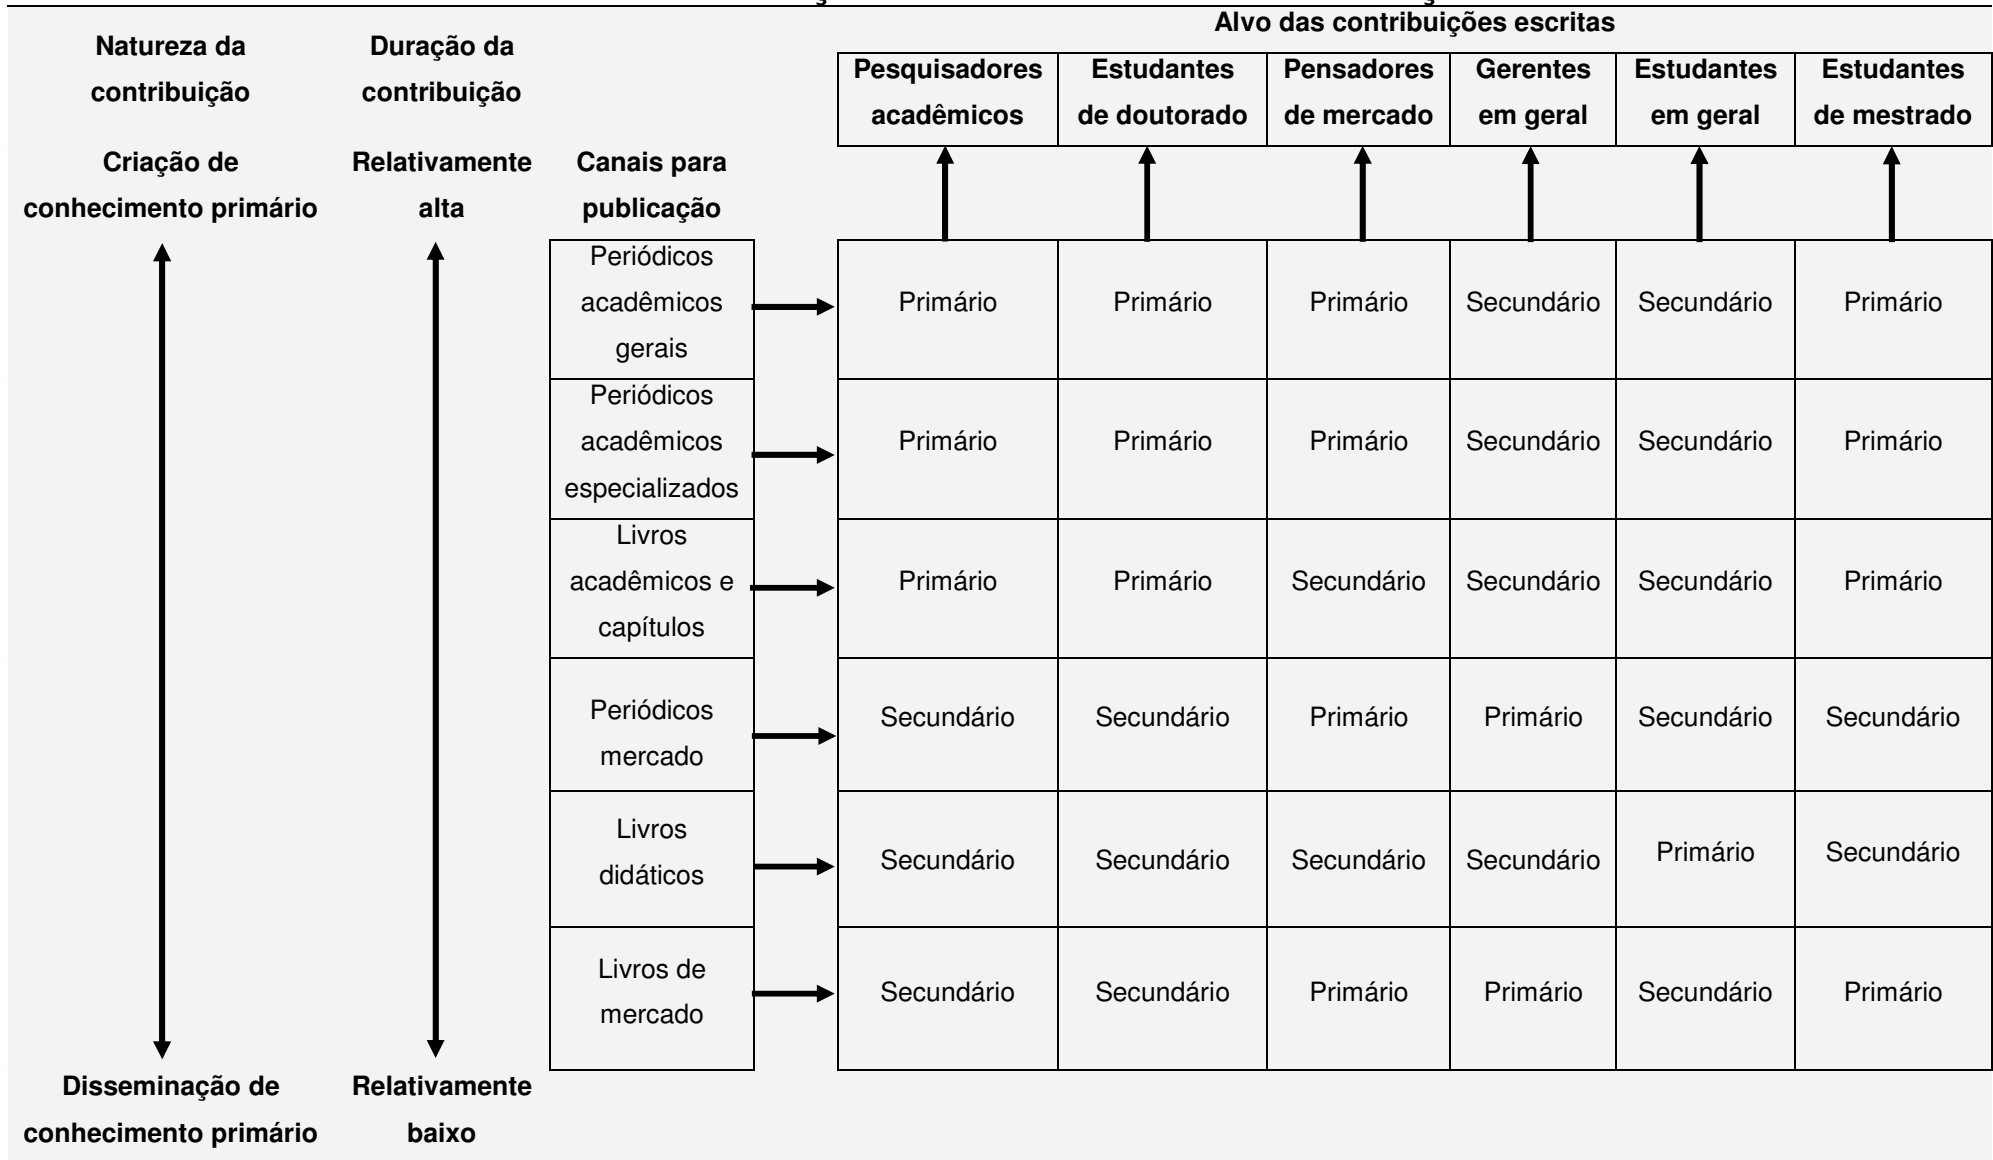 Alvo das contribuições escritas
Natureza da
contribuição
Duração da
contribuição
Pesquisadores
acadêmicos
Estudantes
de doutorado
Pensadores
de mercado
Gerentes
em geral
Estudantes
em geral
Estudantes
de mestrado
Criação de
conhecimento primário
Relativamente
alta
Canais para
publicação
Periódicos
acadêmicos
gerais
Primário
Primário
Primário
Secundário
Secundário
Primário
Periódicos
acadêmicos
especializados
Primário
Primário
Primário
Secundário
Secundário
Primário
Livros
acadêmicos e
capítulos
Primário
Primário
Secundário
Secundário
Secundário
Primário
Periódicos
mercado
Secundário
Secundário
Primário
Primário
Secundário
Secundário
Livros
didáticos
Secundário
Secundário
Secundário
Secundário
Primário
Secundário
Livros de
mercado
Secundário
Secundário
Primário
Primário
Secundário
Primário
Disseminação de
conhecimento primário
Relativamente
baixo